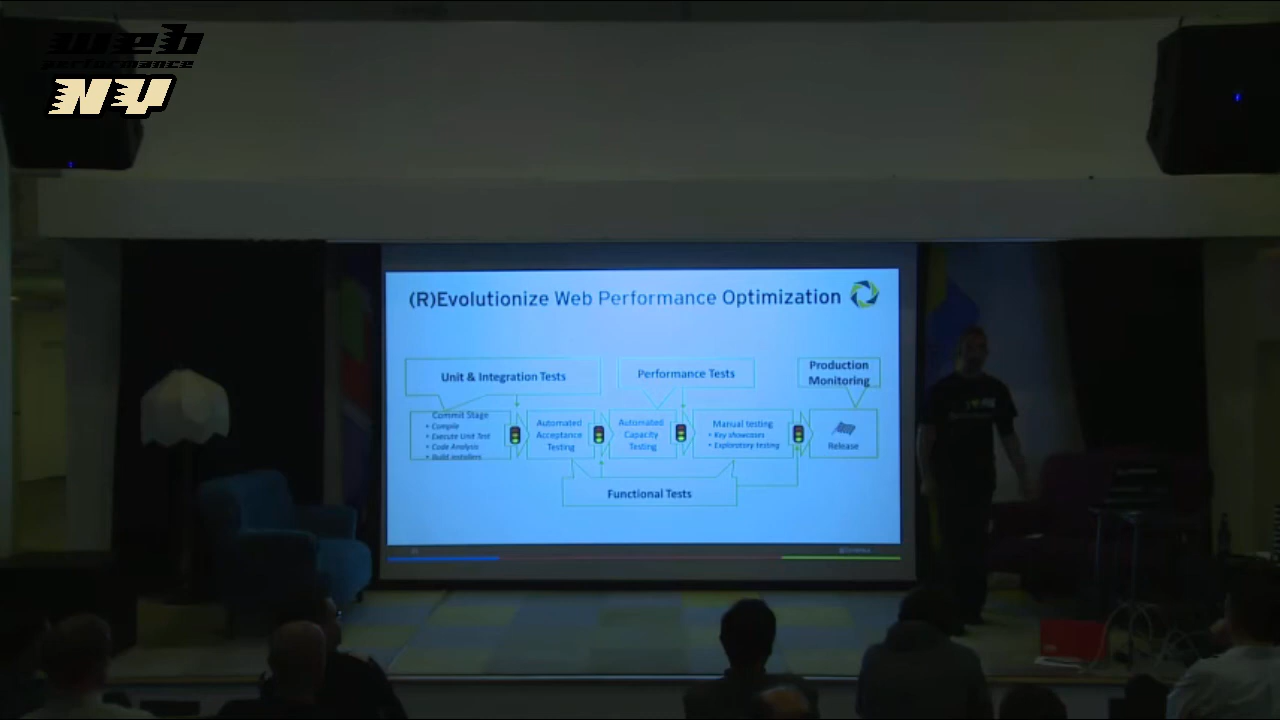 web
performance
NY
(R)Evolutionize Web Performance Optimization
Unit & Integration Tests
Performance Tests
Production
Monitoring
Commit Stage
• Compile
• Execute Unit Test
• Code Analysis
• Build Installers
Automated
Acceptance
Testing
Automated
Capacity
Testing
Manual testing
• Key showcases
• Exploratory testing
Release
Functional Tests